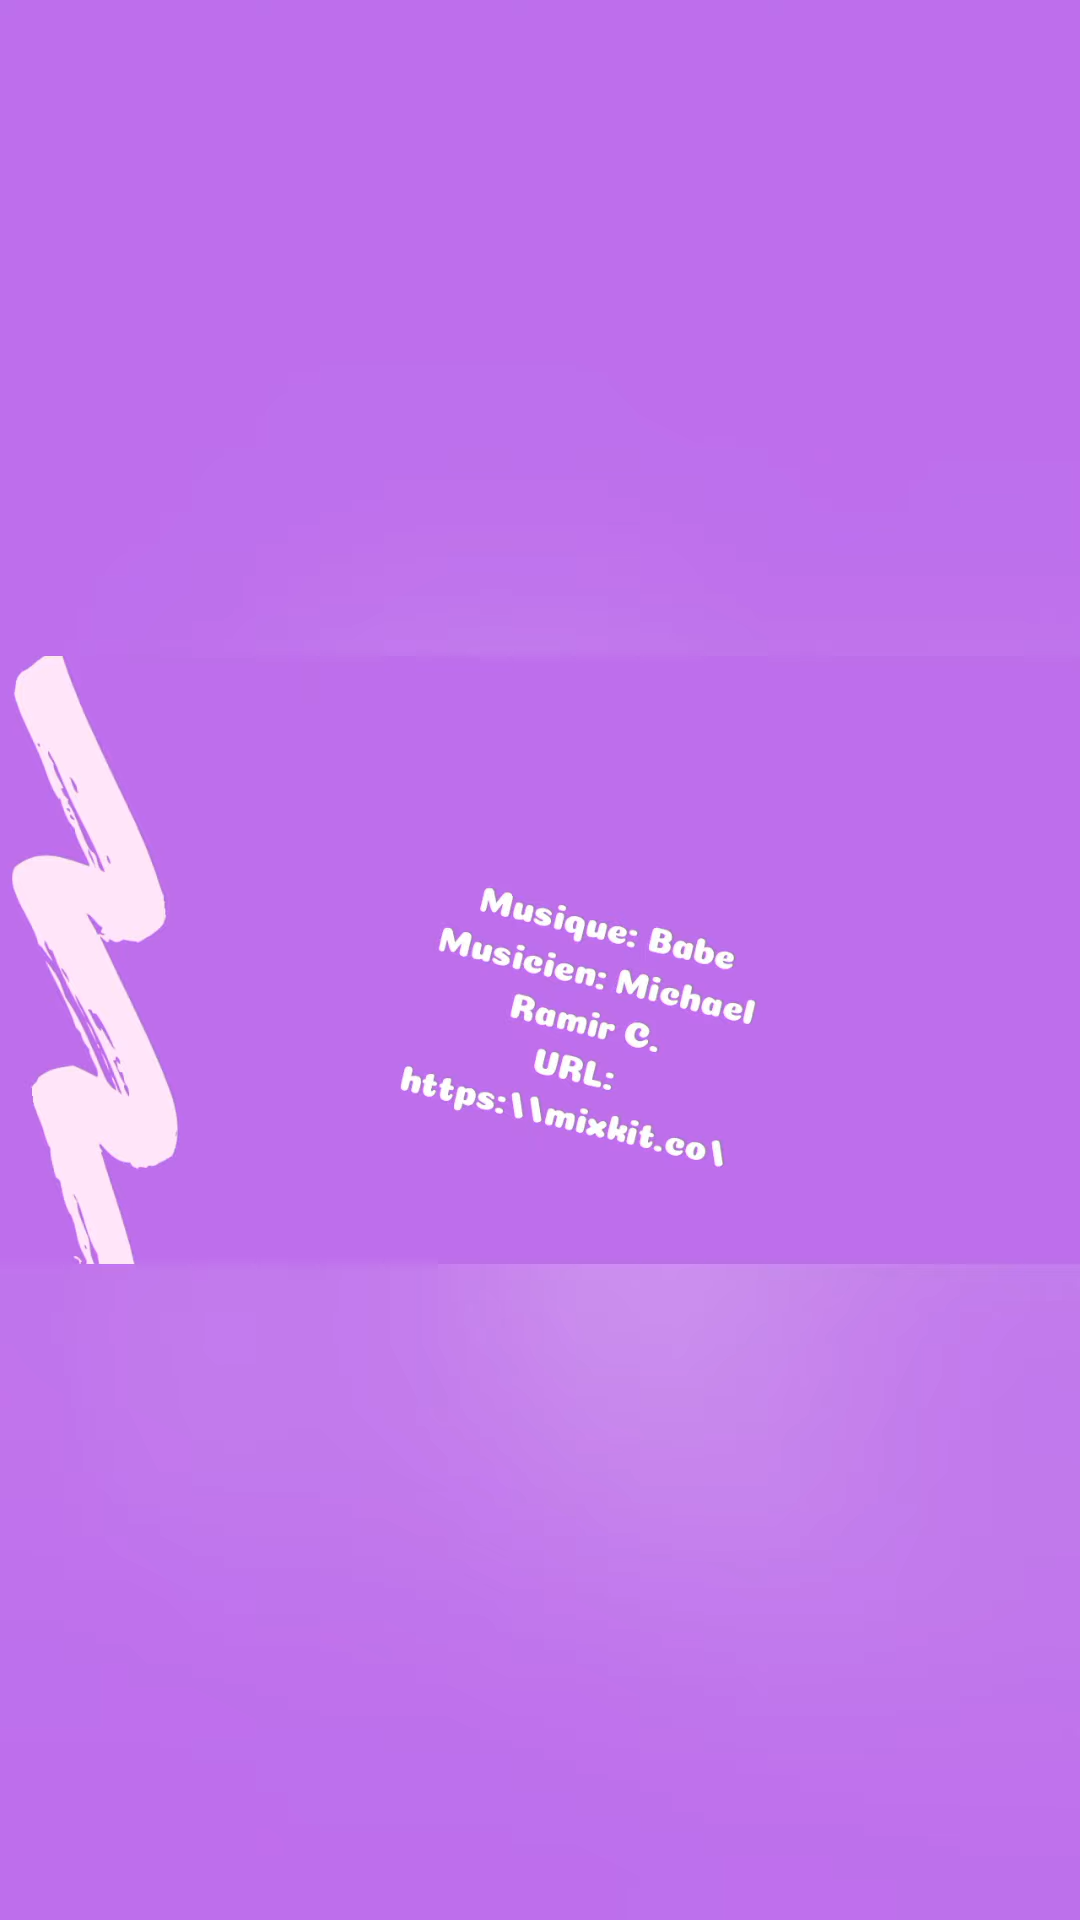 Musique: Babe
Musicien: Michael
Ramir C.
URL:
https:\\mixkit.co\